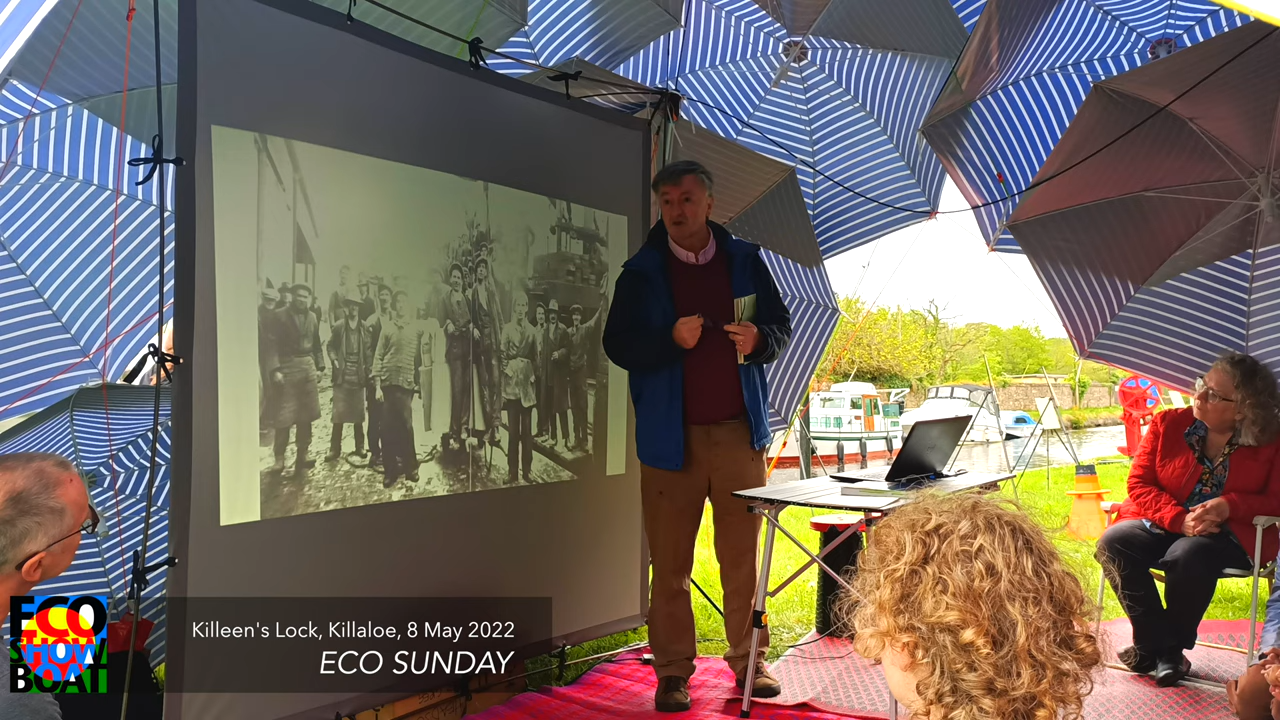 Killeen's Lock, Killaloe, 8 May 2022
ECO SUNDAY
ECO
SHOW
BOAT